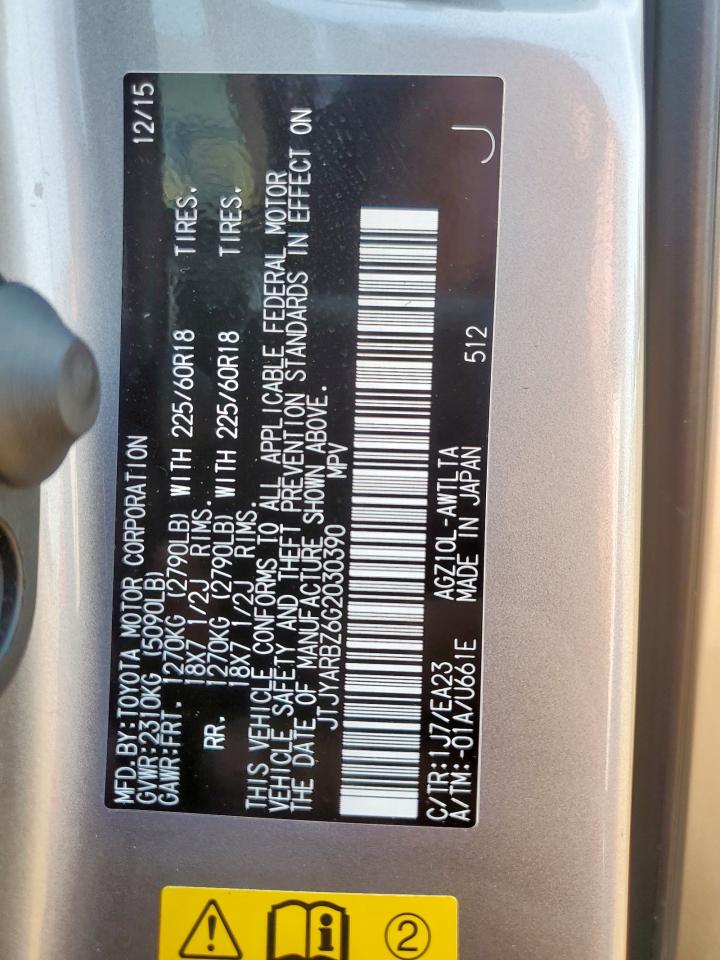 MFD.BY:TOYOTA MOTOR CORPORATION 12/15
GVWR:2310KG (5090LB)
GAWR:FRT. 1270KG (2790LB) WITH 225/60R18 TIRES.
18X7 1/2J RIMS.
RR. 1270KG (2790LB) WITH 225/60R18 TIRES.
18X7 1/2J RIMS.
THIS VEHICLE CONFORMS TO ALL APPLICABLE FEDERAL MOTOR
VEHICLE SAFETY AND THEFT PREVENTION STANDARDS IN EFFECT ON
THE DATE OF MANUFACTURE SHOWN ABOVE.
JTJYARBZ6G2030390 MPV
C/TR:1J7/EA23 AGZ10L-AWTLTA
A/TM:-01A/U661E MADE IN JAPAN 512 J
2